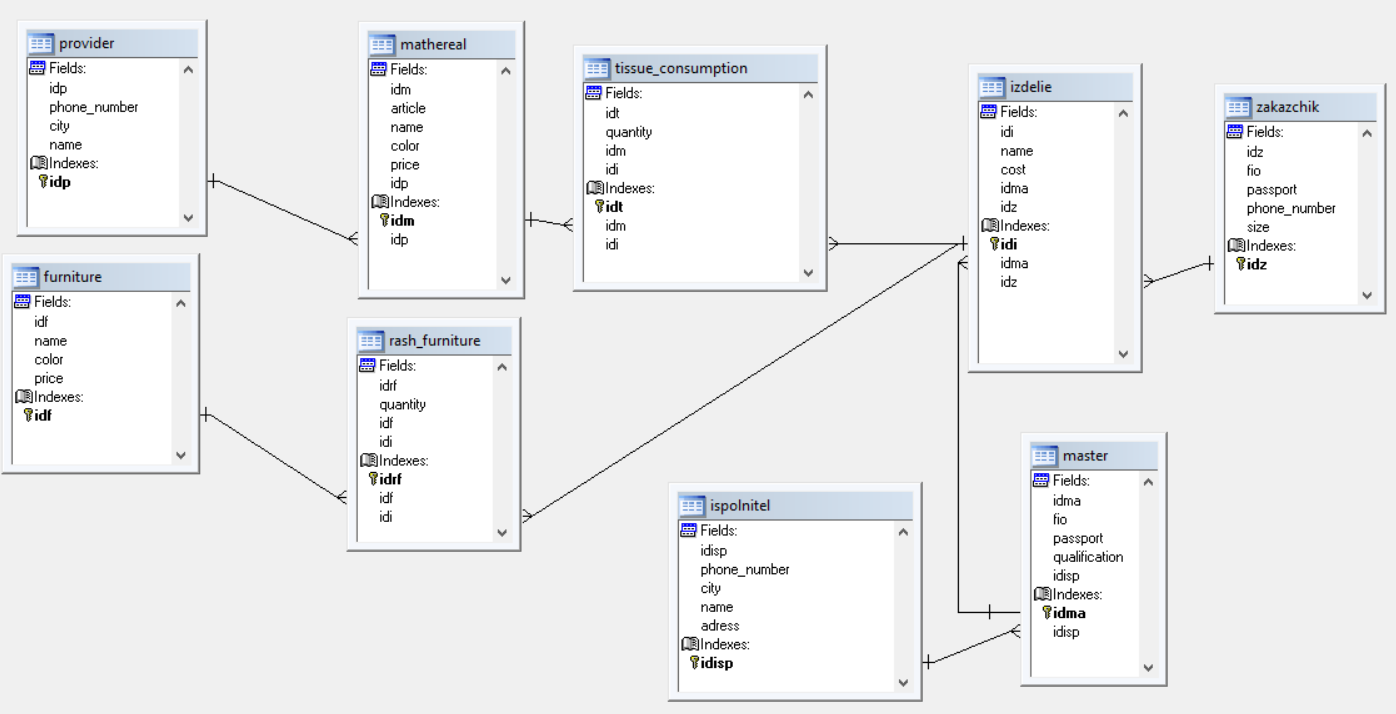 provider
Fields:
idp
phone_number
city
name
Indexes:
idp
mathereal
Fields:
idm
article
name
color
price
idp
Indexes:
idm
idp
tissue_consumption
Fields:
idt
quantity
idm
idi
Indexes:
idt
idm
idi
izdelie
Fields:
idi
name
cost
idma
idz
Indexes:
idi
idma
idz
zakazchik
Fields:
idz
fio
passport
phone_number
size
Indexes:
idz
furniture
Fields:
idf
name
color
price
Indexes:
idf
rash_furniture
Fields:
idrf
quantity
idf
idi
Indexes:
idrf
idf
idi
ispolnitel
Fields:
idisp
phone_number
city
name
adress
Indexes:
idisp
master
Fields:
idma
fio
passport
qualification
idisp
Indexes:
idma
idisp